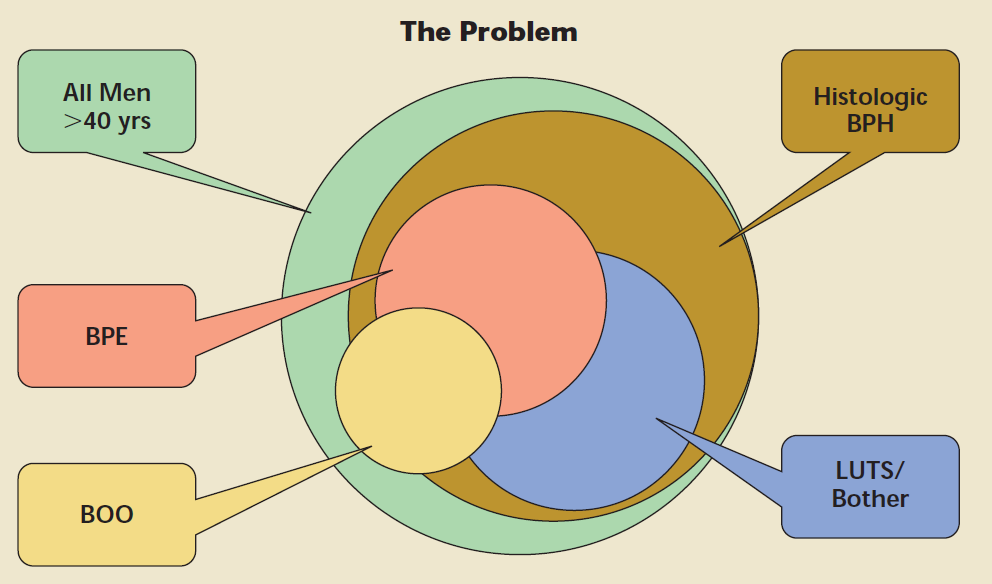 The Problem
All Men
>40 yrs
Histologic
BPH
BPE
BOO
LUTS/
Bother